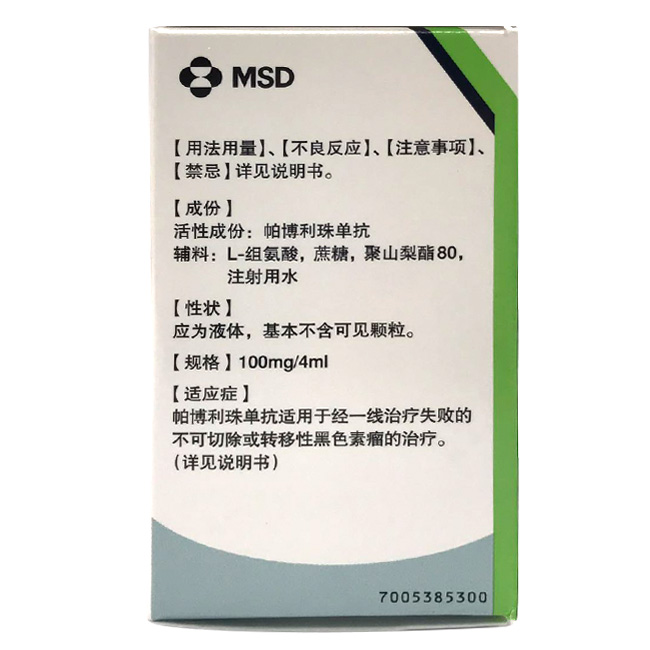 MSD
【用法用量】、【不良反应】、【注意事项】、
【禁忌】详见说明书。
【成份】
活性成份：帕博利珠单抗
辅料：L-组氨酸，蔗糖，聚山梨酯80，
注射用水
【性状】
应为液体，基本不含可见颗粒。
【规格】100mg/4ml
【适应症】
帕博利珠单抗适用于经一线治疗失败的
不可切除或转移性黑色素瘤的治疗。
（详见说明书）
7005385300